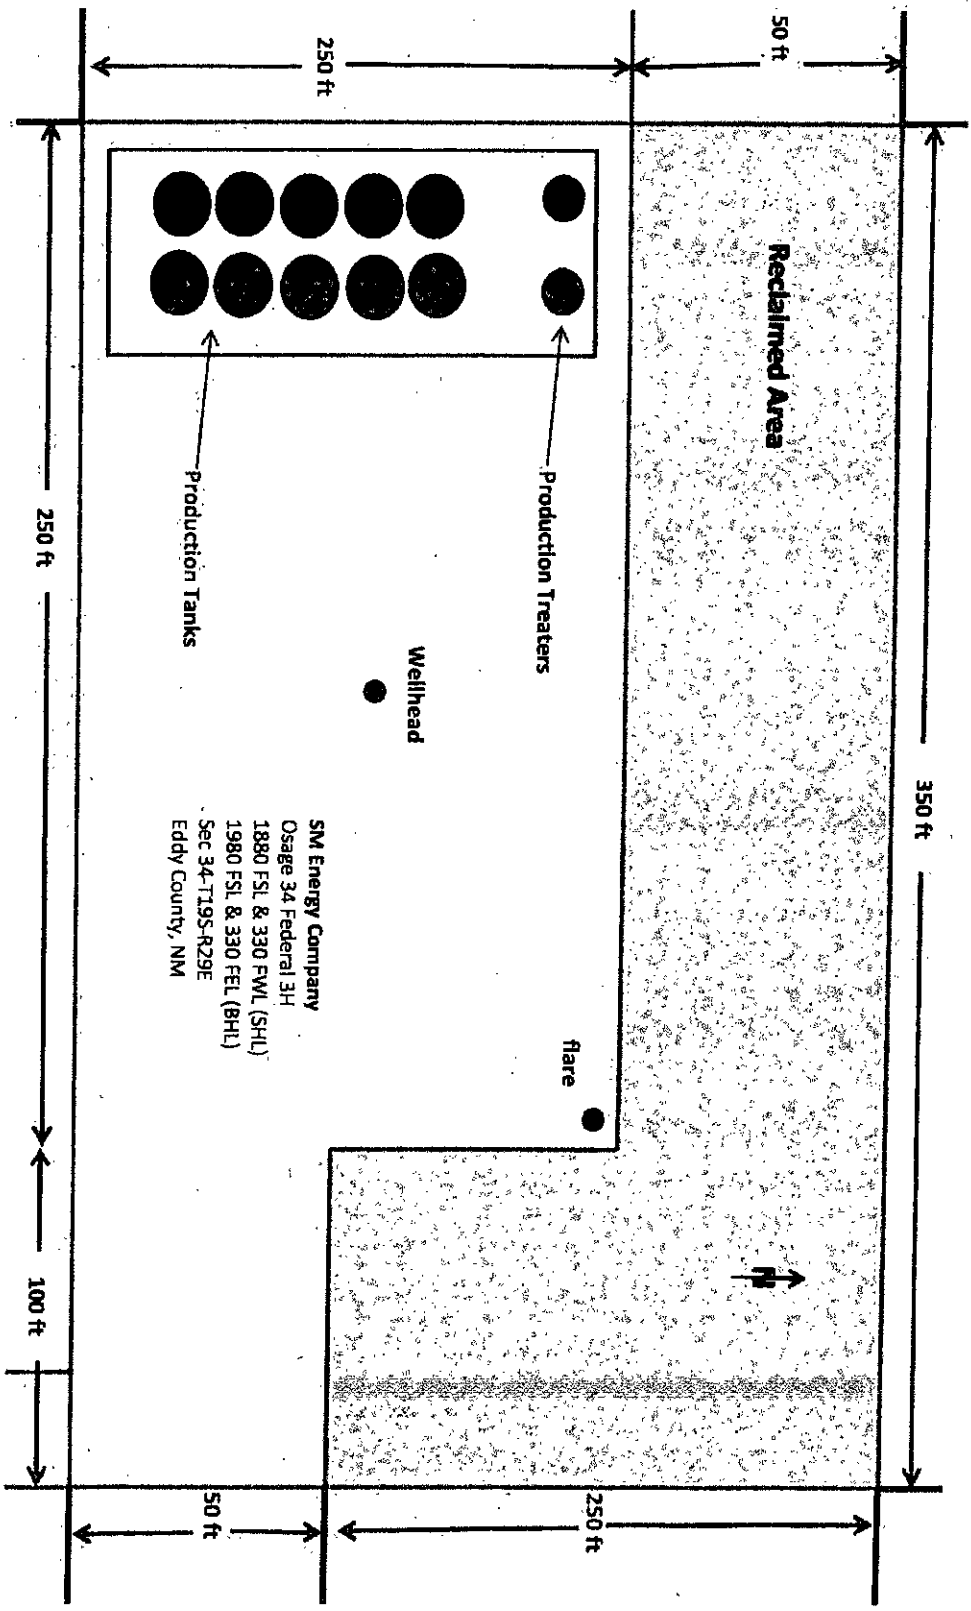 350 ft
50 ft
Reclaimed Area
N
250 ft
Production Treaters
flare
250 ft
Wellhead
SM Energy Company
Osage 34 Federal 3H
1880 FSL & 330 FWL (SHL)
1980 FSL & 330 FEL (BHL)
Sec 34-T19S-R29E
Eddy County, NM
Production Tanks
50 ft
250 ft
100 ft